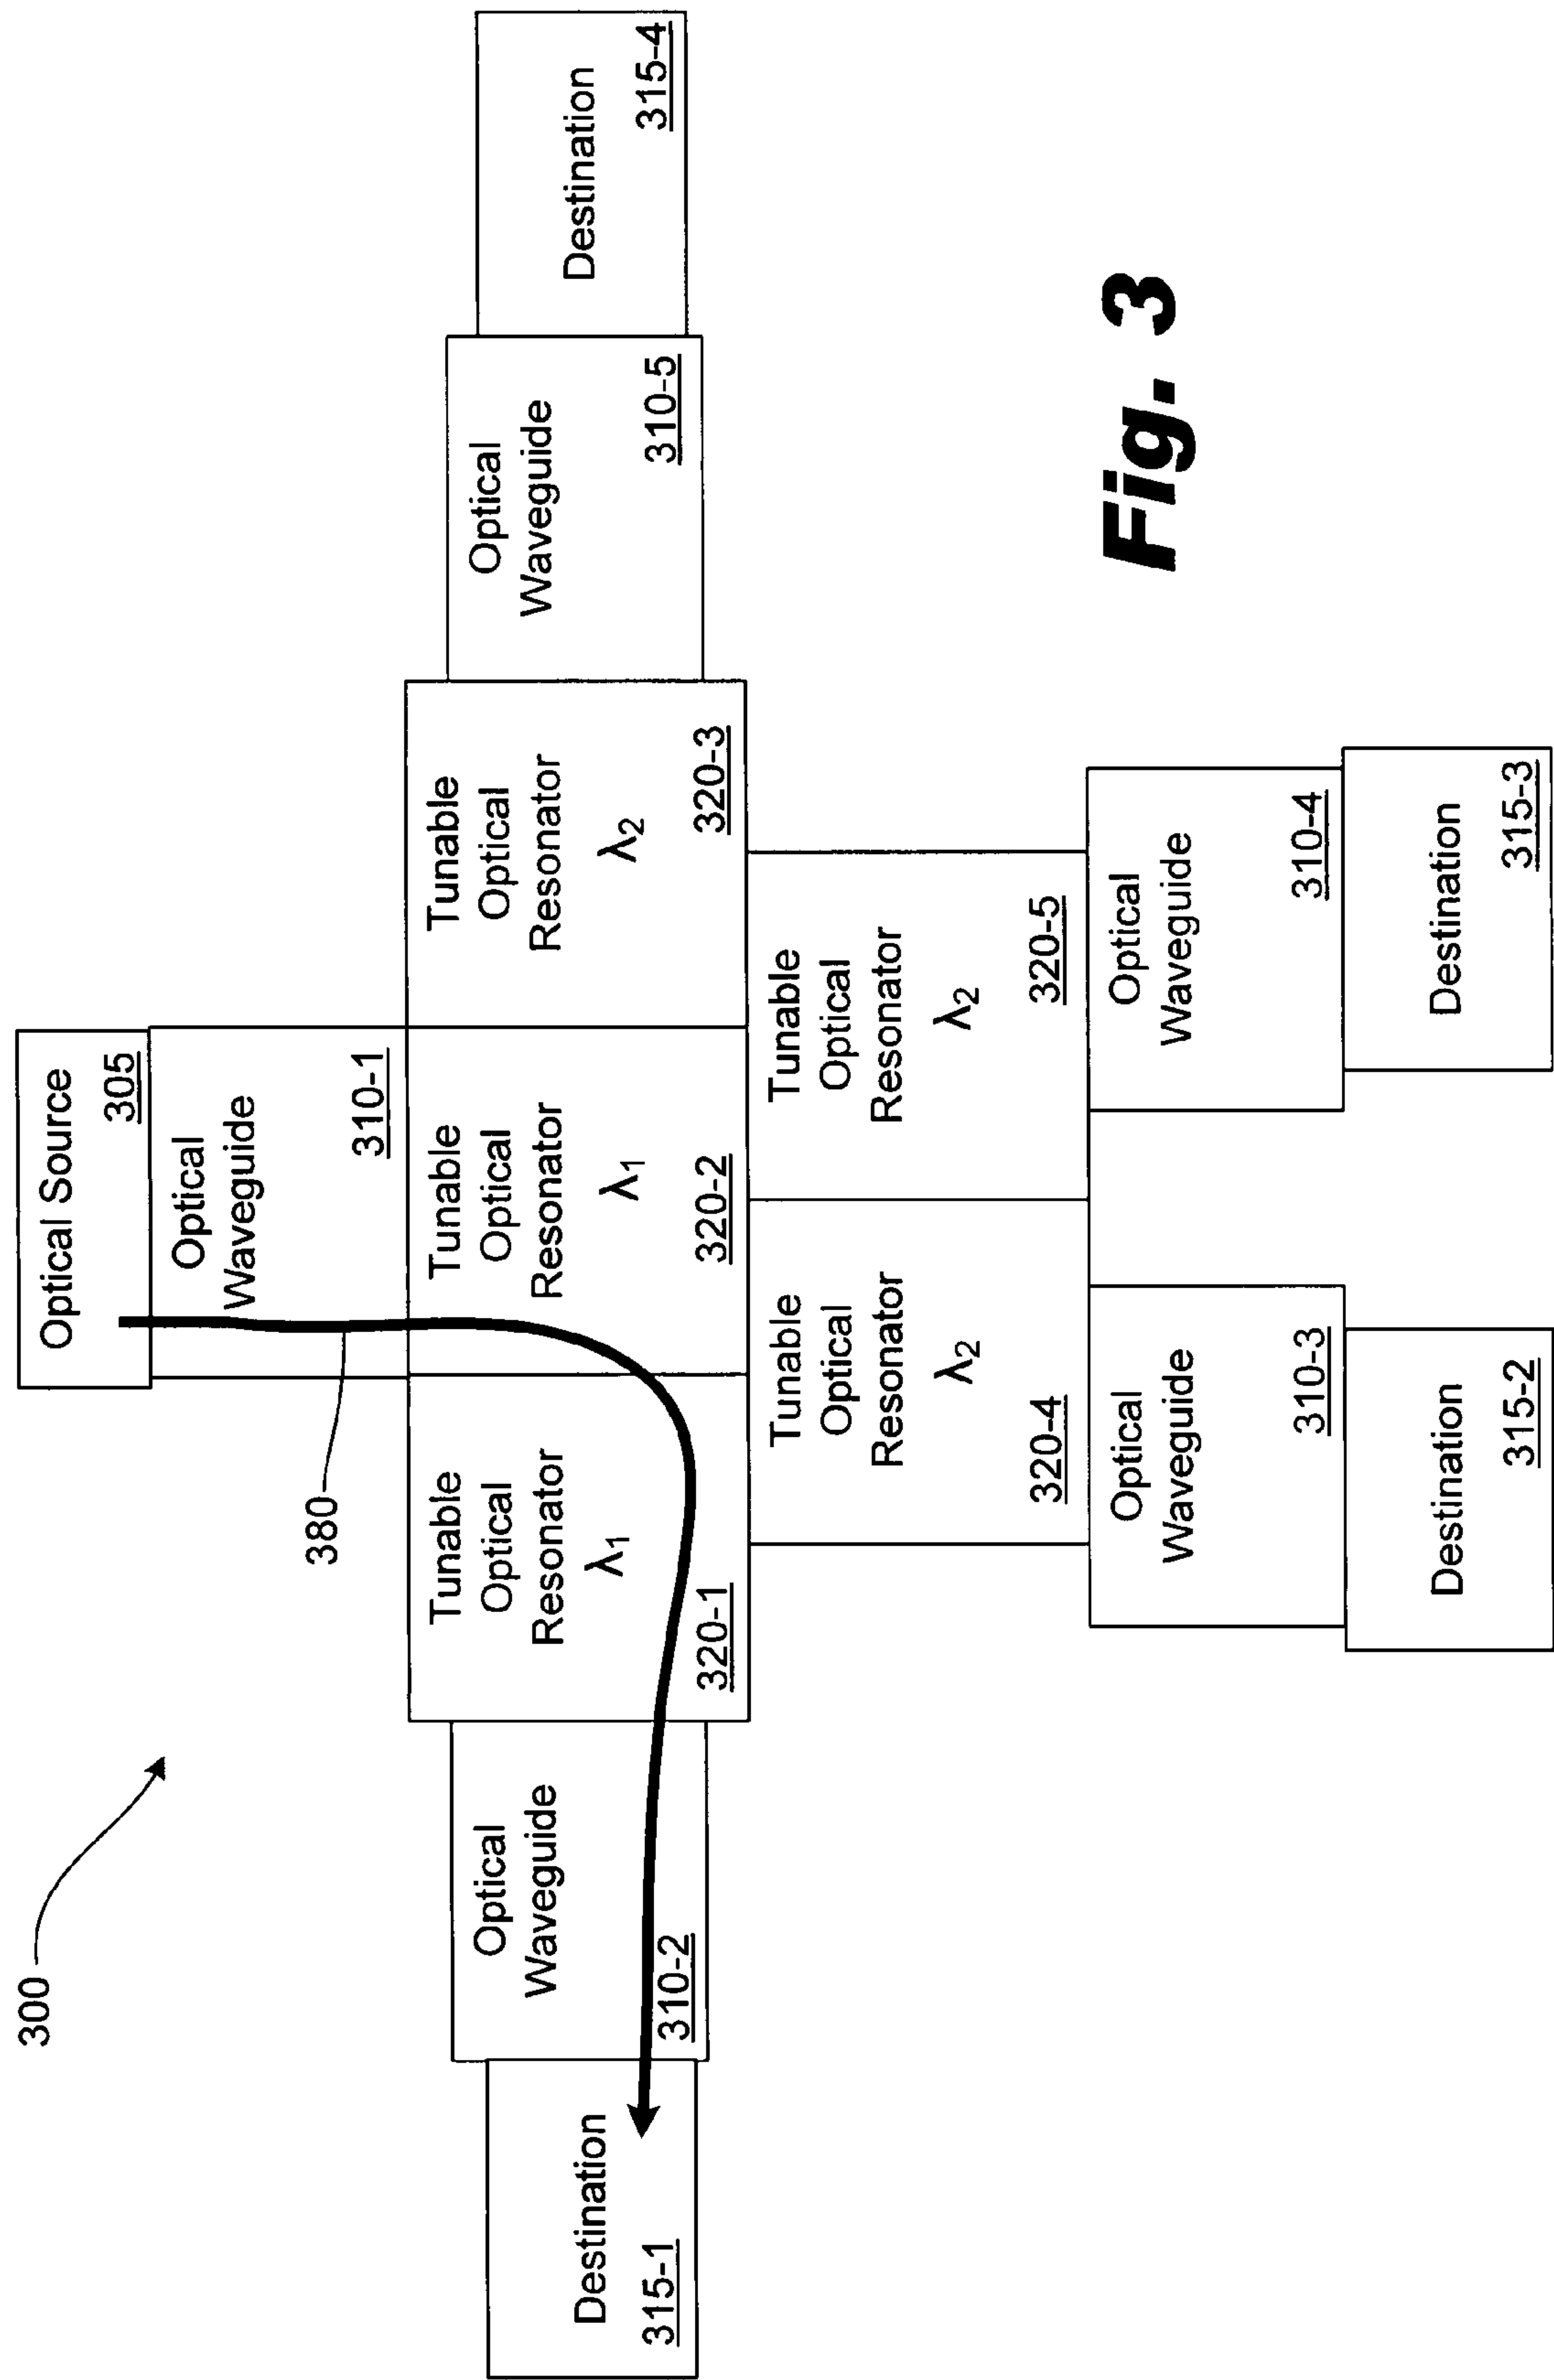 300
Optical Source
305
Optical
Waveguide
310-1
380
Destination
315-1
Optical
Waveguide
310-2
Tunable
Optical
Resonator
λ1
320-1
Tunable
Optical
Resonator
λ1
320-2
Tunable
Optical
Resonator
λ2
320-3
Optical
Waveguide
310-5
Destination
315-4
Tunable
Optical
Resonator
λ2
320-4
Tunable
Optical
Resonator
λ2
320-5
Optical
Waveguide
310-3
Optical
Waveguide
310-4
Destination
315-2
Destination
315-3
Fig. 3